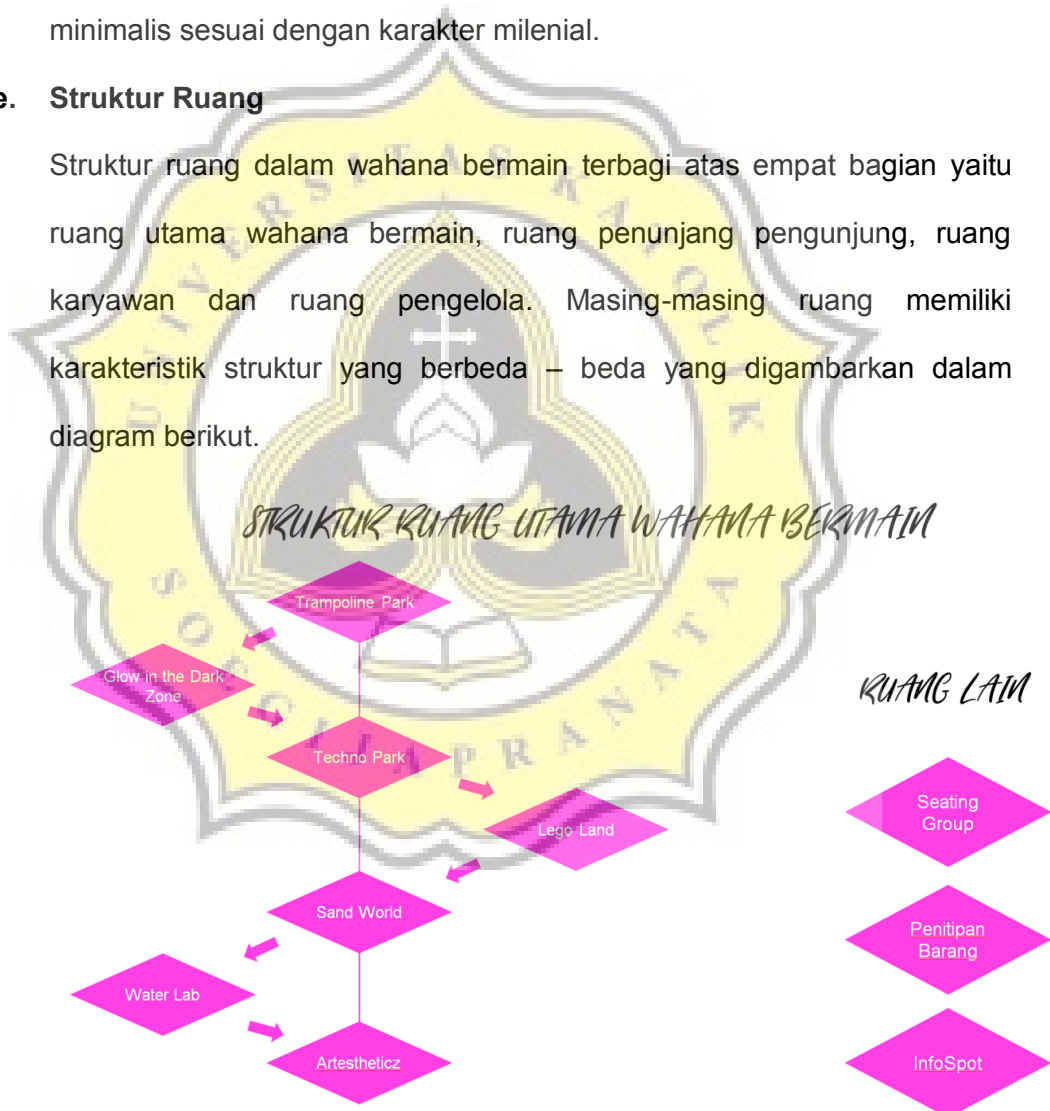 minimalis sesuai dengan karakter milenial.
e. Struktur Ruang
Struktur ruang dalam wahana bermain terbagi atas empat bagian yaitu
ruang utama wahana bermain, ruang penunjang pengunjung, ruang
karyawan dan ruang pengelola. Masing-masing ruang memiliki
karakteristik struktur yang berbeda – beda yang digambarkan dalam
diagram berikut.
UNIVERSITAS KATOLIK
SOEGIJAPRANATA
STRUKTUR RUANG UTAMA WAHANA BERMAIN
Trampoline Park
Glow in the Dark
Zone
Techno Park
Lego Land
Sand World
Water Lab
Artestheticz
RUANG LAIN
Seating
Group
Penitipan
Barang
InfoSpot